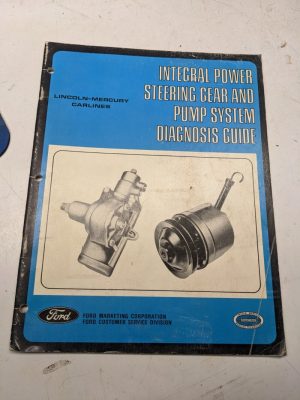 INTEGRAL POWER
STEERING GEAR AND
PUMP SYSTEM
DIAGNOSIS GUIDE
LINCOLN-MERCURY
CARLINES
Ford
FORD MARKETING CORPORATION
FORD CUSTOMER SERVICE DIVISION